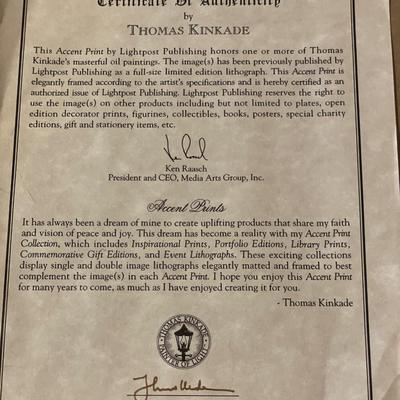 Certificate Of Authenticity
by
THOMAS KINKADE
This Accent Print by Lightpost Publishing honors one or more of Thomas
Kinkade's masterful oil paintings. The image(s) has been previously published by
Lightpost Publishing as a full-size limited edition lithograph. This Accent Print is
elegantly framed according to the artist's specifications and is hereby certified as an
authorized issue of Lightpost Publishing. Lightpost Publishing reserves the right to
use the image(s) on other products including but not limited to plates, open
edition decorator prints, figurines, collectibles, books, posters, special charity
editions, gift and stationery items, etc.
Ken Raasch
President and CEO, Media Arts Group, Inc.
Accent Prints
It has always been a dream of mine to create uplifting products that share my faith
and vision of peace and joy. This dream has become a reality with my Accent Print
Collection, which includes Inspirational Prints, Portfolio Editions, Library Prints,
Commemorative Gift Editions, and Event Lithographs. These exciting collections
display single and double image lithographs elegantly matted and framed to best
complement the image(s) in each Accent Print. I hope you enjoy this Accent Print
for many years to come, as much as I have enjoyed creating it for you.
- Thomas Kinkade
THOMAS KINKADE
PAINTER OF LIGHT